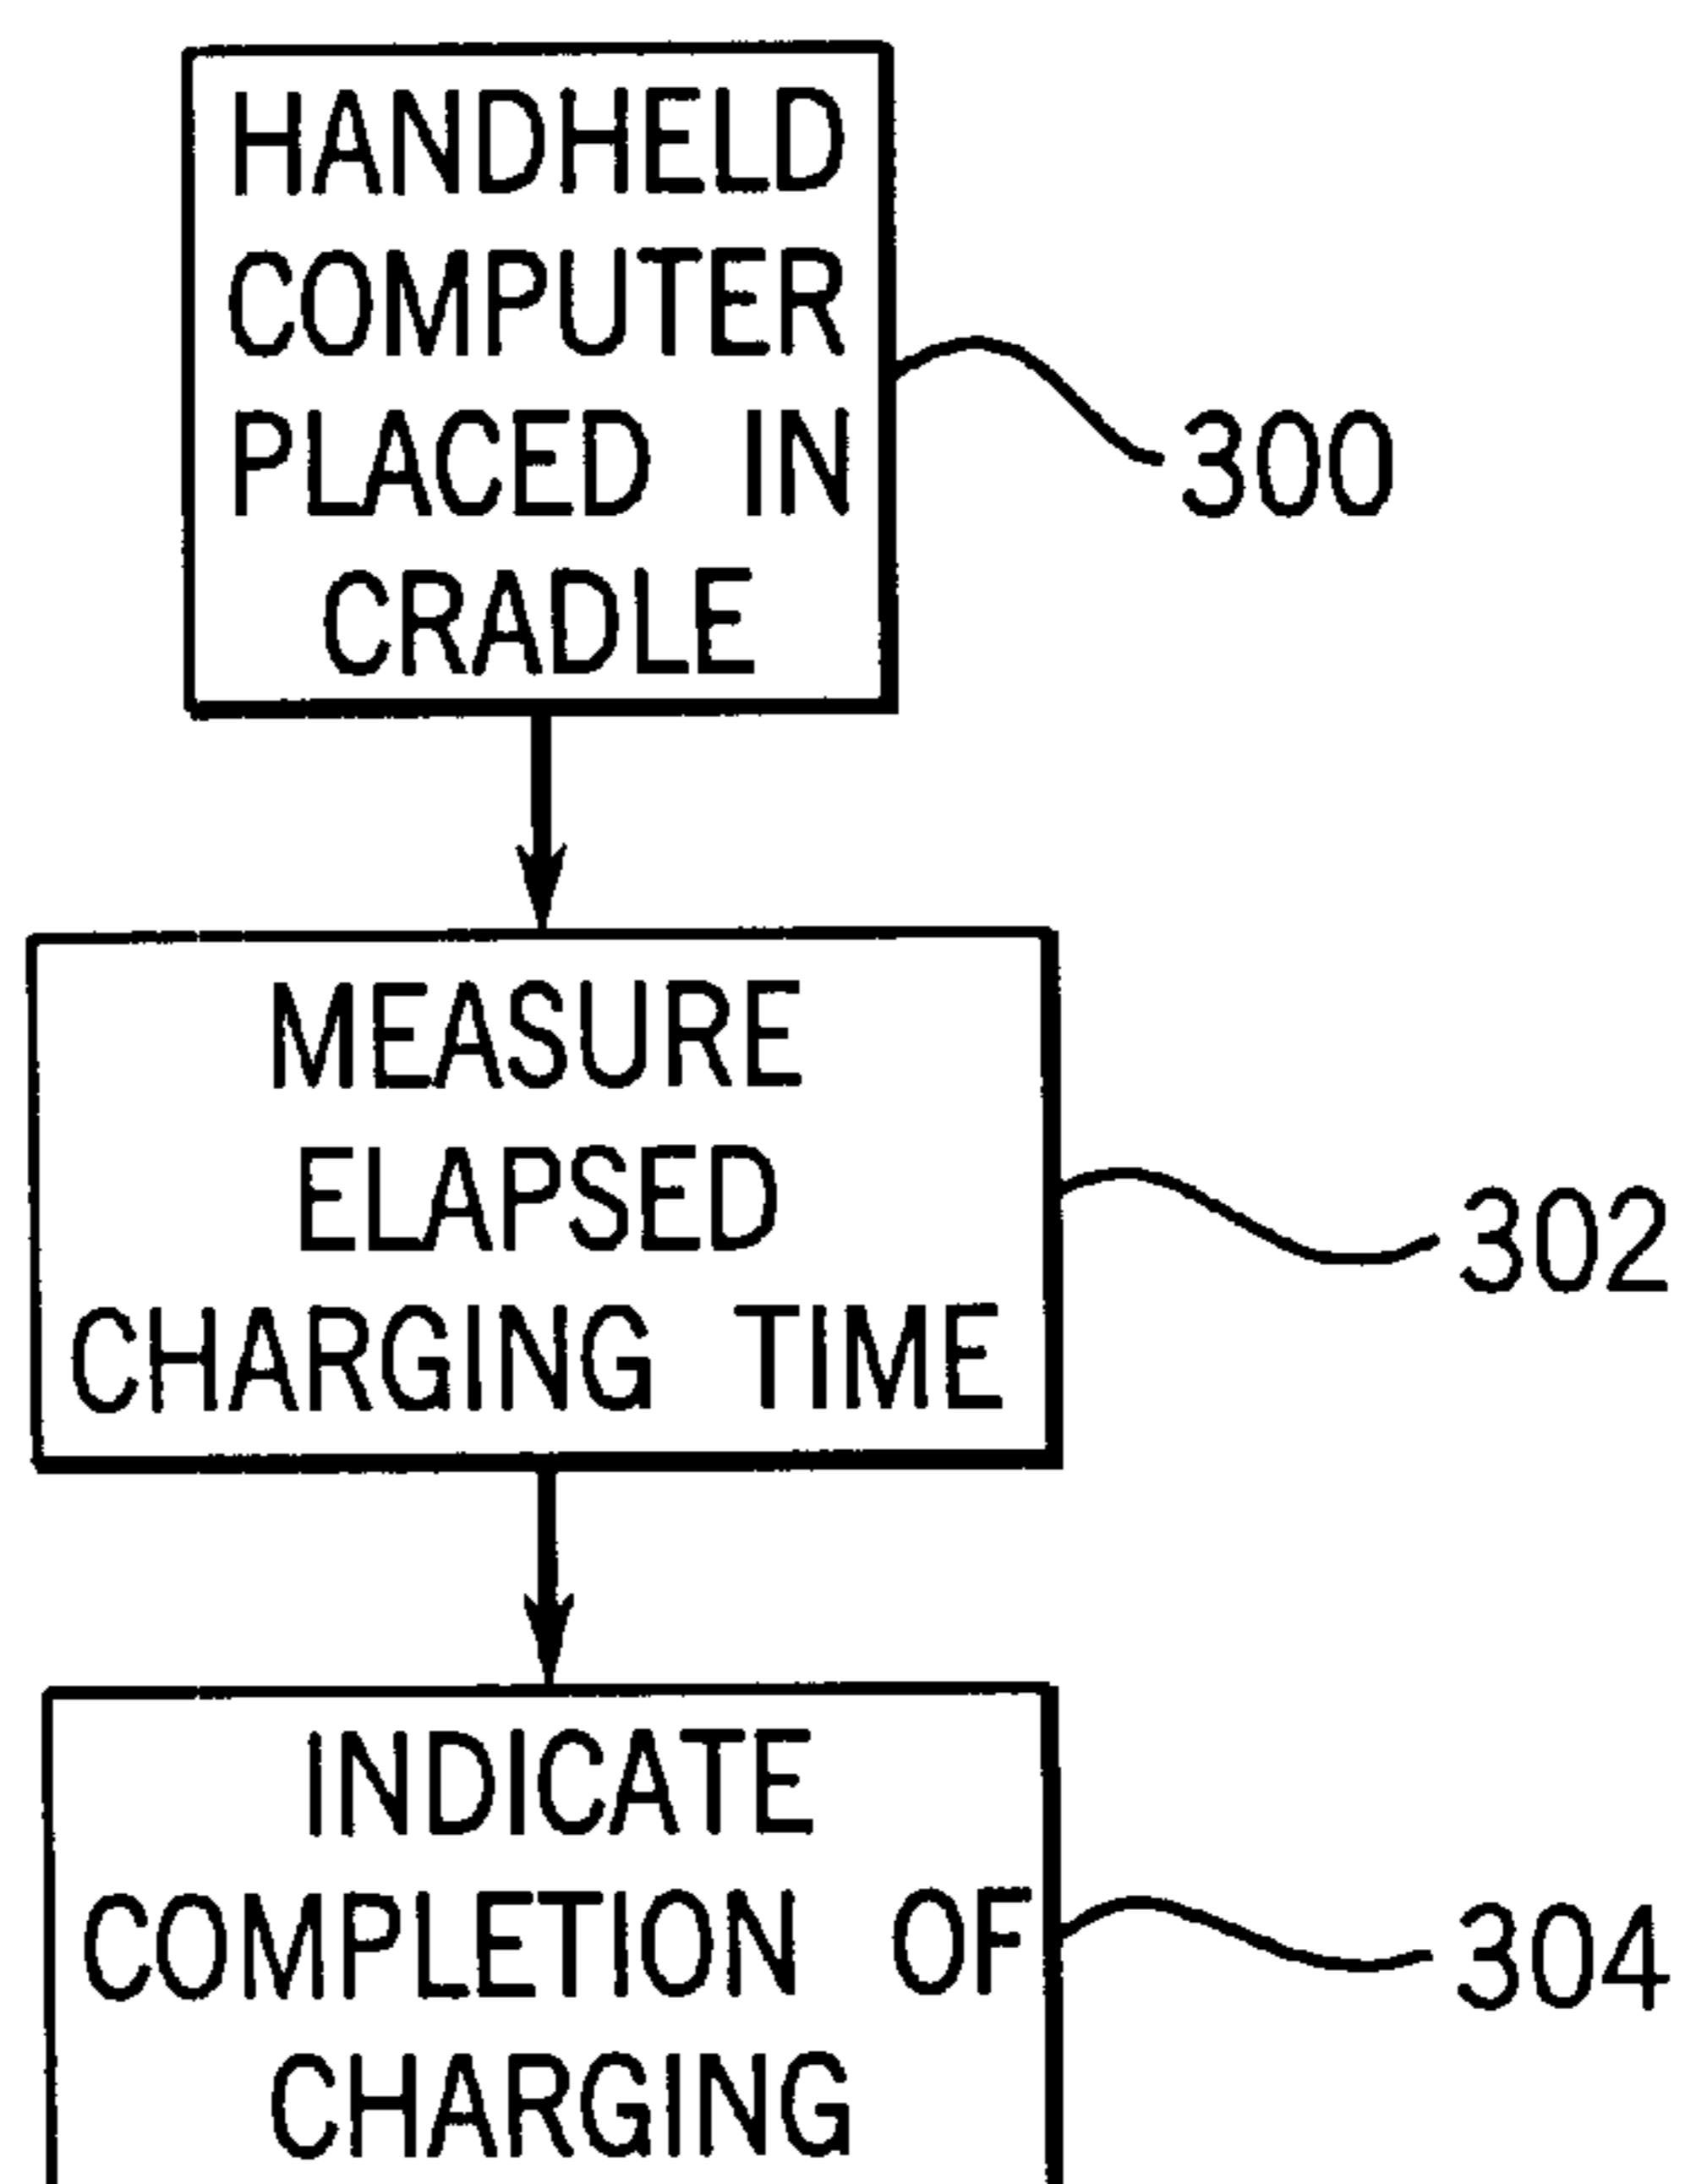 HANDHELD
COMPUTER
PLACED IN
CRADLE
300
MEASURE
ELAPSED
CHARGING TIME
302
INDICATE
COMPLETION OF
CHARGING
304